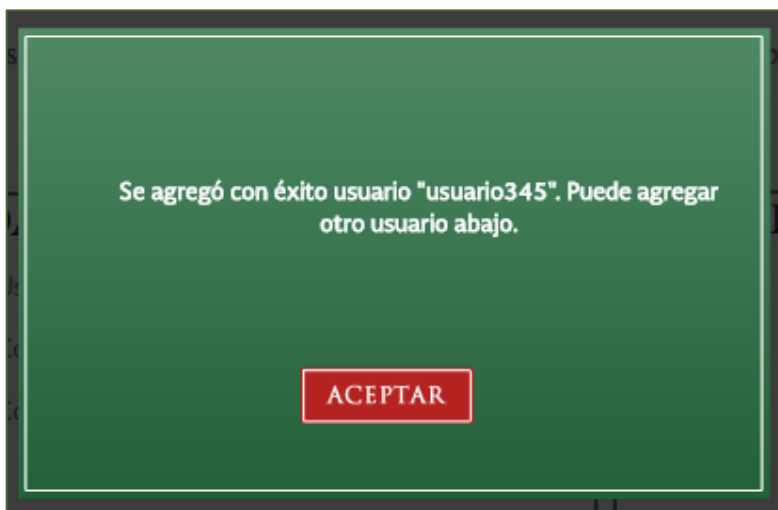 Se agregó con éxito usuario "usuario345". Puede agregar
otro usuario abajo.
ACEPTAR